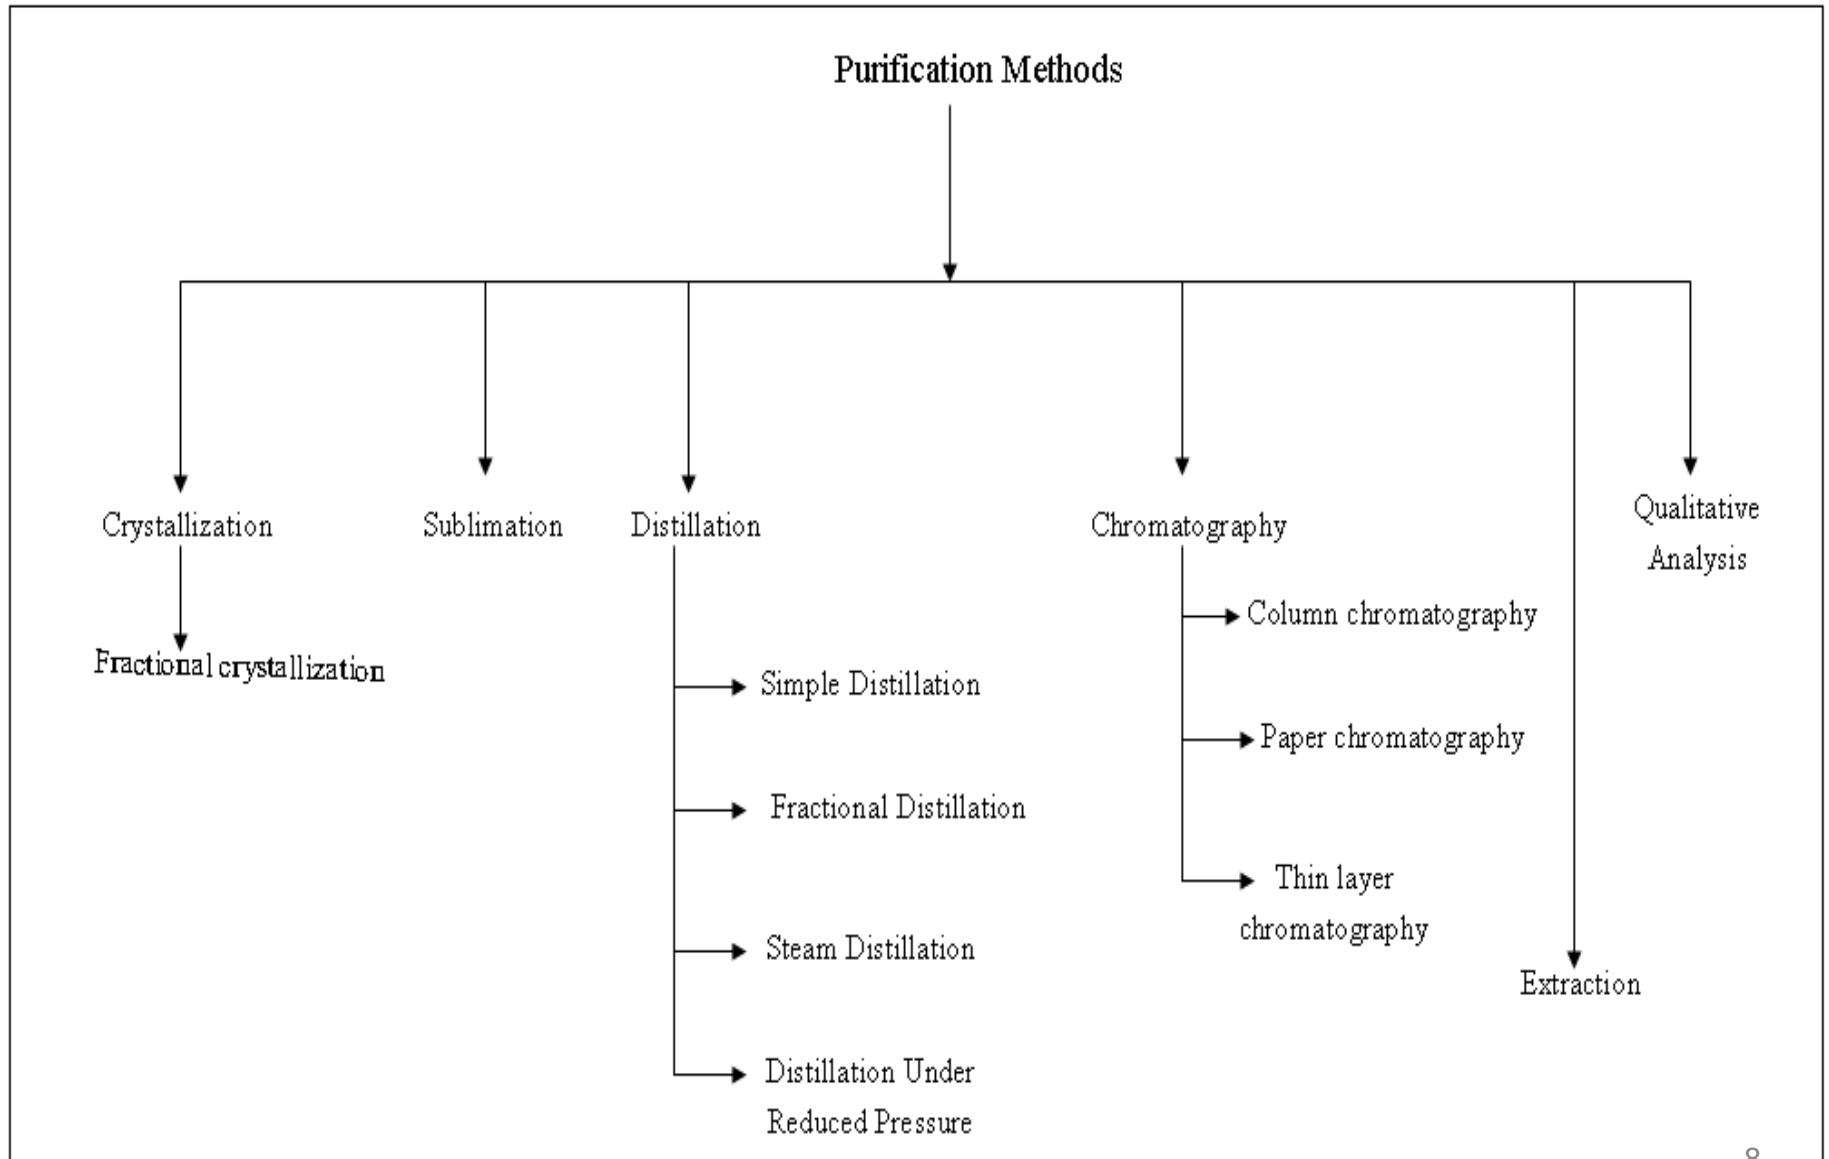 Purification Methods
Crystallization
Fractional crystallization
Sublimation
Distillation
Simple Distillation
Fractional Distillation
Steam Distillation
Distillation Under
Reduced Pressure
Chromatography
Column chromatography
Paper chromatography
Thin layer
chromatography
Extraction
Qualitative
Analysis
8